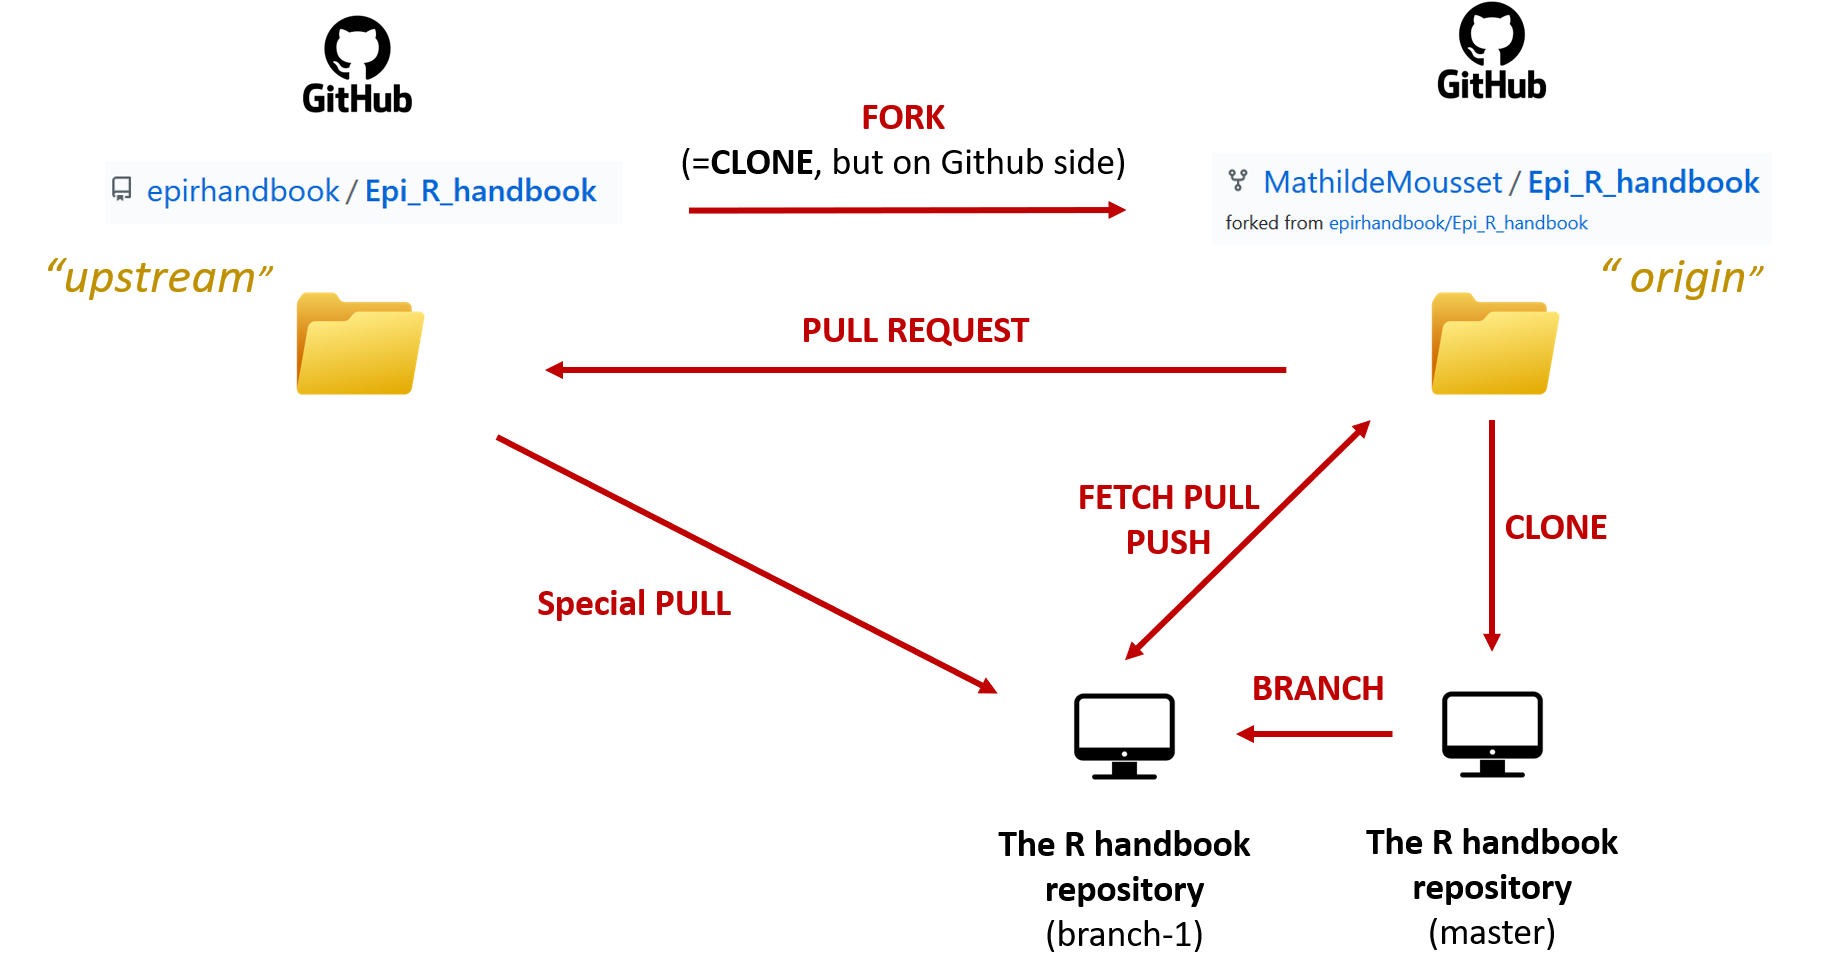 GitHub
GitHub
FORK
(=CLONE, but on Github side)
epirhandbook / Epi_R_handbook
MathildeMousset / Epi_R_handbook
forked from epirhandbook/Epi_R_handbook
“upstream”
“ origin”
PULL REQUEST
FETCH PULL
PUSH
CLONE
Special PULL
BRANCH
The R handbook
repository
(branch-1)
The R handbook
repository
(master)